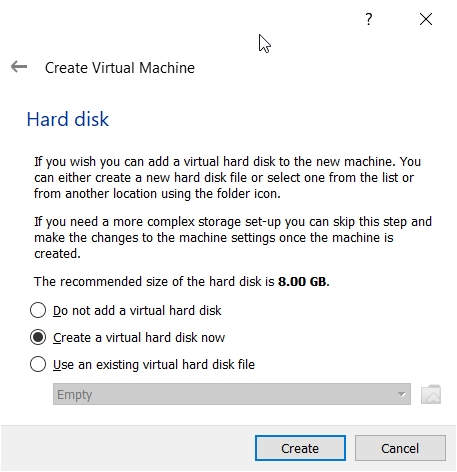 ?
Create Virtual Machine
Hard disk
If you wish you can add a virtual hard disk to the new machine. You
can either create a new hard disk file or select one from the list or
from another location using the folder icon.
If you need a more complex storage set-up you can skip this step and
make the changes to the machine settings once the machine is
created.
The recommended size of the hard disk is 8.00 GB.
Do not add a virtual hard disk
Create a virtual hard disk now
Use an existing virtual hard disk file
Empty
Create
Cancel